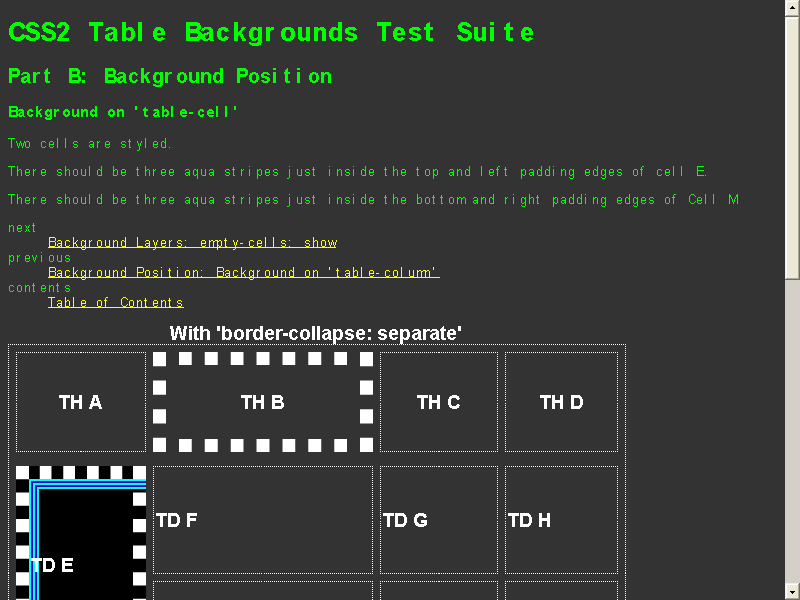 CSS2 Table Backgrounds Test Suite
Part B: Background Position
Background on 'table-cell'
Two cells are styled.
There should be three aqua stripes just inside the top and left padding edges of cell E.
There should be three aqua stripes just inside the bottom and right padding edges of Cell M
next
Background Layers: empty-cells: show
previous
Background Position: Background on 'table-column'
contents
Table of Contents
With 'border-collapse: separate'
TH A TH B TH C TH D
TD F TD G TD H
TD E